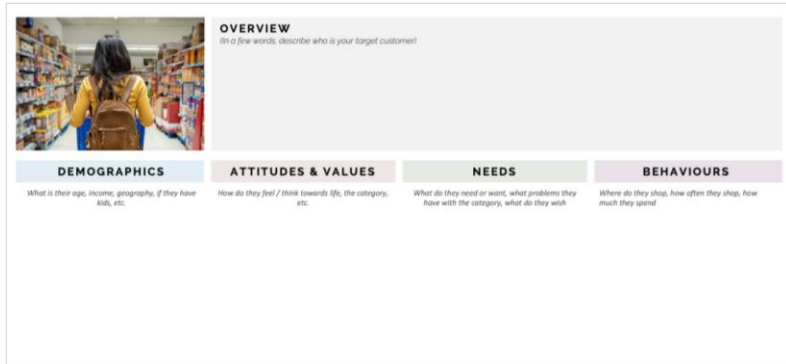 OVERVIEW
(In a few words, describe who is your target customer)
DEMOGRAPHICS
What is their age, income, geography, if they have
kids, etc.
ATTITUDES & VALUES
How do they feel / think towards life, the category,
etc.
NEEDS
What do they need or want, what problems they
have with the category, what do they wish
BEHAVIOURS
Where do they shop, how often they shop, how
much they spend